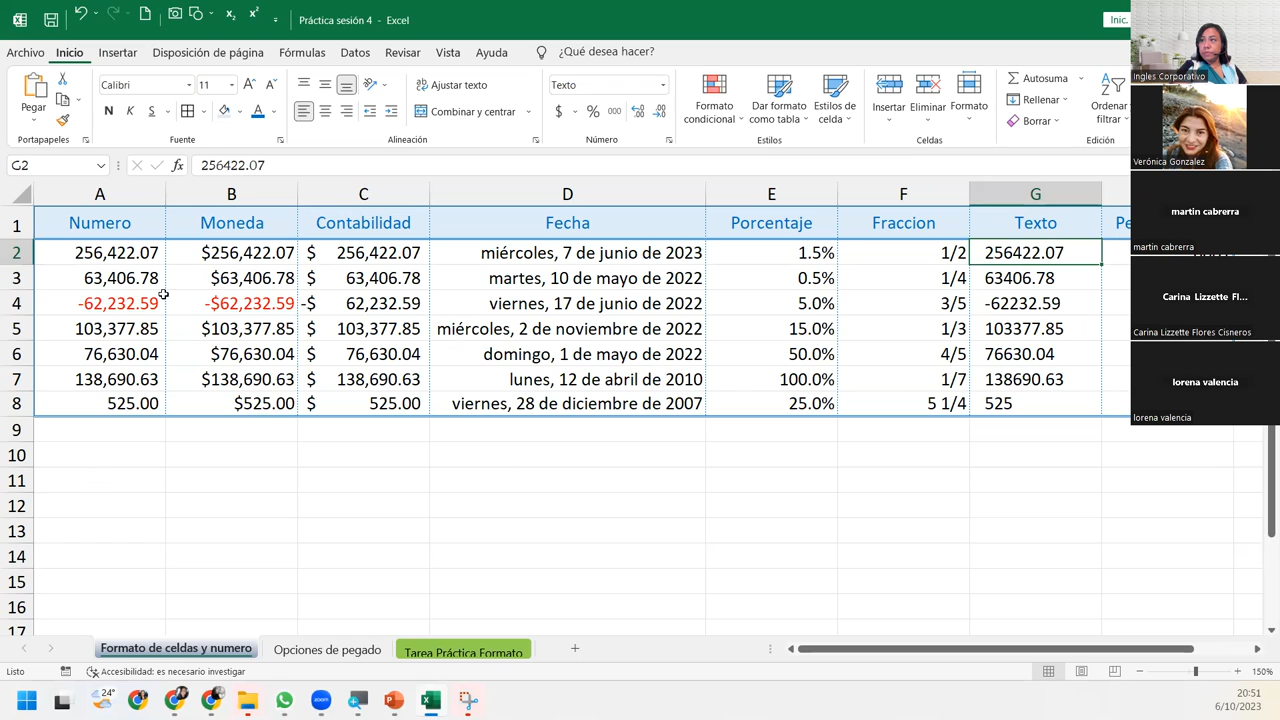 Práctica sesión 4 - Excel
Inic.
Archivo Inicio Insertar Disposición de página Fórmulas Datos Revisar Vista Ayuda ¿Qué desea hacer?
Pegar
Calibri 11
N K S
Combinar y centrar
Texto
$ % 000
Formato condicional
Dar formato como tabla
Estilos de celda
Insertar Eliminar Formato
Autosuma
Rellenar
Borrar
Ordenar
filtrar
Portapapeles Fuente Alineación Número Estilos Celdas Edición
G2 fx 256422.07
A B C D E F G
1 Numero Moneda Contabilidad Fecha Porcentaje Fraccion Texto Pe
2 256,422.07 $256,422.07 $ 256,422.07 miércoles, 7 de junio de 2023 1.5% 1/2 256422.07
3 63,406.78 $63,406.78 $ 63,406.78 martes, 10 de mayo de 2022 0.5% 1/4 63406.78
4 -62,232.59 -$62,232.59 -$ 62,232.59 viernes, 17 de junio de 2022 5.0% 3/5 -62232.59
5 103,377.85 $103,377.85 $ 103,377.85 miércoles, 2 de noviembre de 2022 15.0% 1/3 103377.85
6 76,630.04 $76,630.04 $ 76,630.04 domingo, 1 de mayo de 2022 50.0% 4/5 76630.04
7 138,690.63 $138,690.63 $ 138,690.63 lunes, 12 de abril de 2010 100.0% 1/7 138690.63
8 525.00 $525.00 $ 525.00 viernes, 28 de diciembre de 2007 25.0% 5 1/4 525
9
10
11
12
13
14
15
16
17
Ingles Corporativo
Verónica Gonzalez
martin cabrerra
martin cabrerra
Carina Lizzette Fl...
Carina Lizzette Flores Cisneros
lorena valencia
lorena valencia
Formato de celdas y numero Opciones de pegado Tarea Práctica Formato
Listo Accesibilidad: es necesario investigar 150%
24°
zoom
20:51
6/10/2023